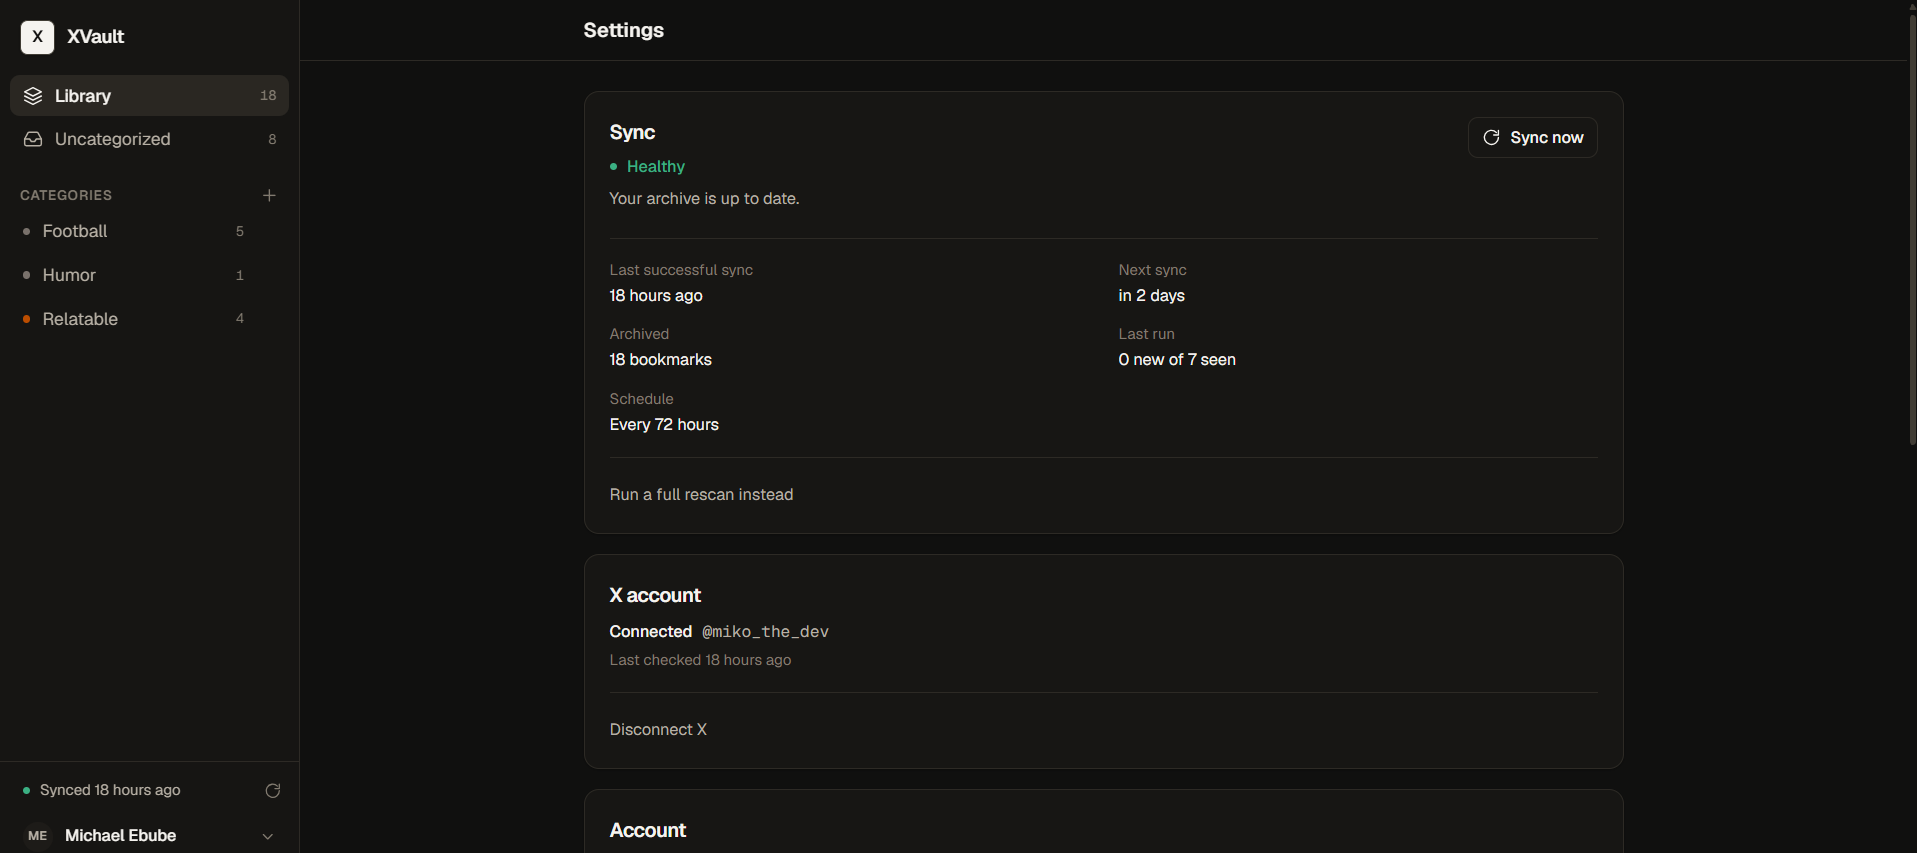 X XVault
Library 18
Uncategorized 8
CATEGORIES
Football 5
Humor 1
Relatable 4
Synced 18 hours ago
ME Michael Ebube
Settings
Sync
Sync now
Healthy
Your archive is up to date.
Last successful sync
18 hours ago
Next sync
in 2 days
Archived
18 bookmarks
Last run
0 new of 7 seen
Schedule
Every 72 hours
Run a full rescan instead
X account
Connected @miko_the_dev
Last checked 18 hours ago
Disconnect X
Account